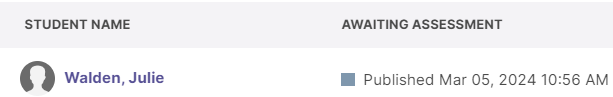 STUDENT NAME AWAITING ASSESSMENT
Walden, Julie Published Mar 05, 2024 10:56 AM